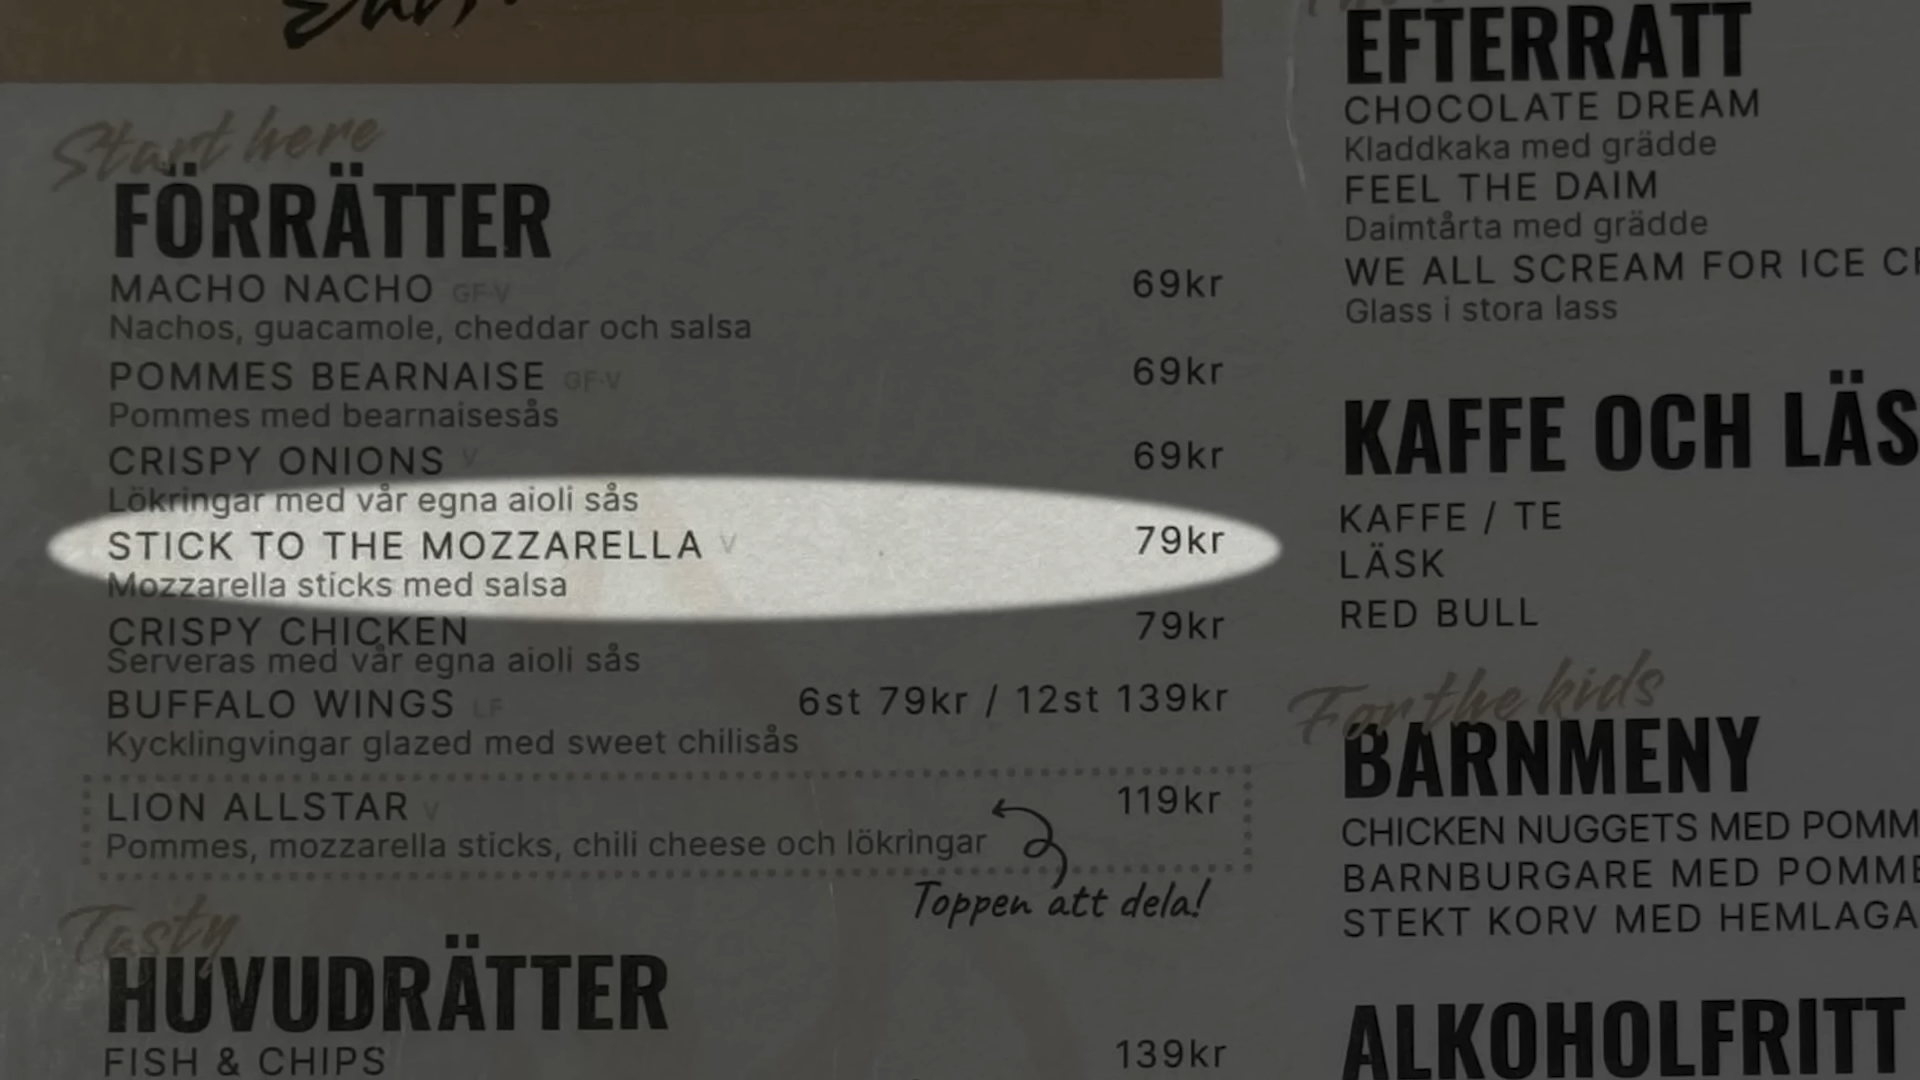 Start here
FÖRRÄTTER
MACHO NACHO GF-V 69kr
Nachos, guacamole, cheddar och salsa
POMMES BEARNAISE GF-V 69kr
Pommes med bearnaisesås
CRISPY ONIONS V 69kr
Lökringar med vår egna aioli sås
STICK TO THE MOZZARELLA V 79kr
Mozzarella sticks med salsa
CRISPY CHICKEN 79kr
Serveras med vår egna aioli sås
BUFFALO WINGS LF 6st 79kr / 12st 139kr
Kycklingvingar glazed med sweet chilisås
LION ALLSTAR V 119kr
Pommes, mozzarella sticks, chili cheese och lökringar
Toppen att dela!
Tasty
HUVUDRÄTTER
FISH & CHIPS 139kr
EFTERRÄTT
CHOCOLATE DREAM
Kladdkaka med grädde
FEEL THE DAIM
Daimtårta med grädde
WE ALL SCREAM FOR ICE
Glass i stora lass
KAFFE OCH LÄS
KAFFE / TE
LÄSK
RED BULL
For the kids
BARNMENY
CHICKEN NUGGETS MED POMM
BARNBURGARE MED POMME
STEKT KORV MED HEMLAGA
ALKOHOLFRITT